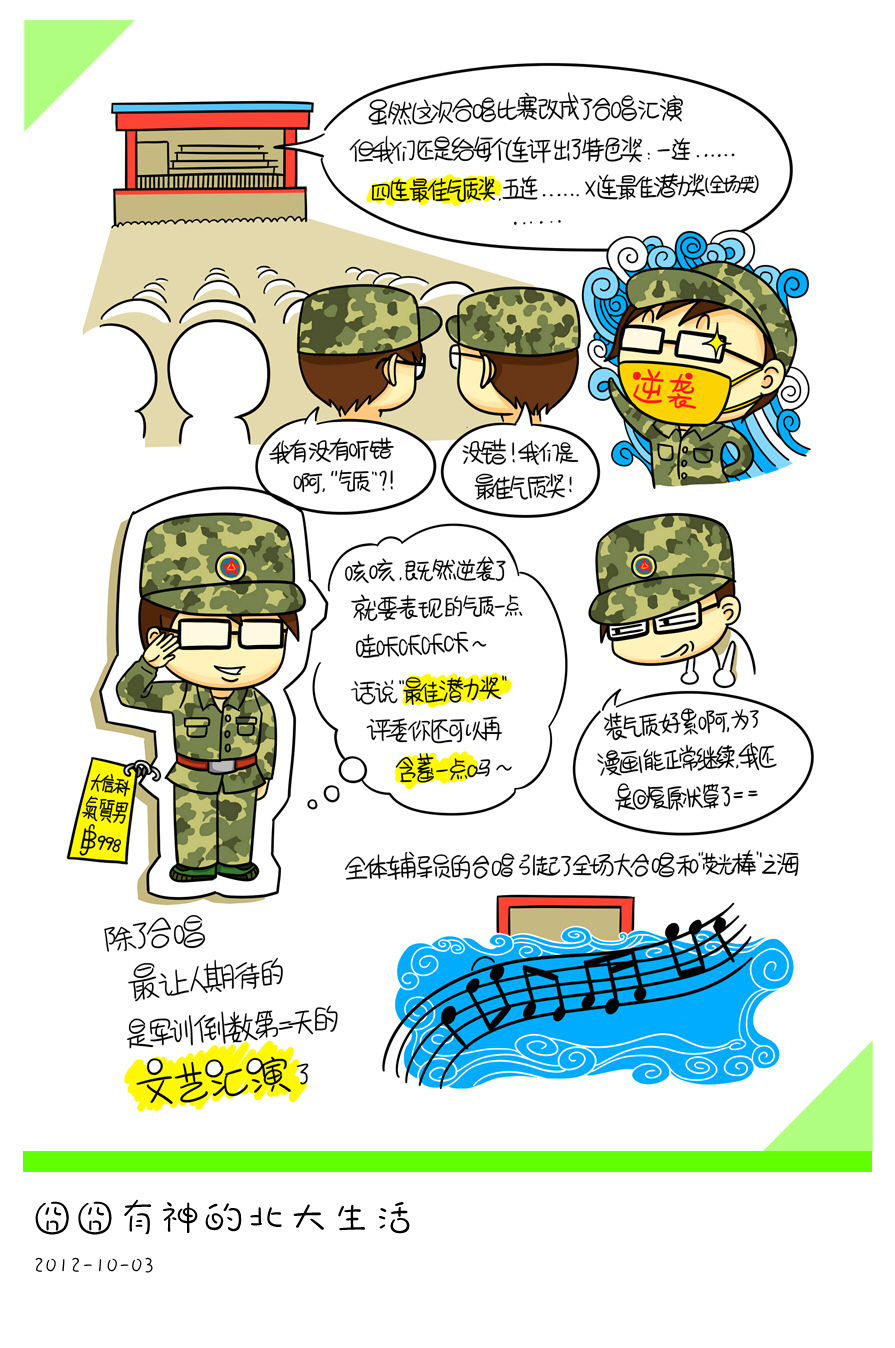 虽然这次合唱比赛改成了合唱汇演
但我们还是给每个连评出了特色奖：一连……
四连最佳气质奖，五连……X连最佳潜力奖(全场笑)
……
逆袭
我有没有听错
啊，“气质”?!
没错！我们是
最佳气质奖！
咳咳，既然逆袭了
就要表现的气质一点
哇咔咔咔咔～
话说“最佳潜力奖”
评委你还可以再
含蓄一点吗～
装气质好累啊，为了
漫画能正常继续，我还
是回复原状算了==
大信科
氣質男
฿998
全体辅导员的合唱引起了全场大合唱和“荧光棒”之海
除了合唱
最让人期待的
是军训倒数第二天的
文艺汇演了
囧囧有神的北大生活
2012-10-03